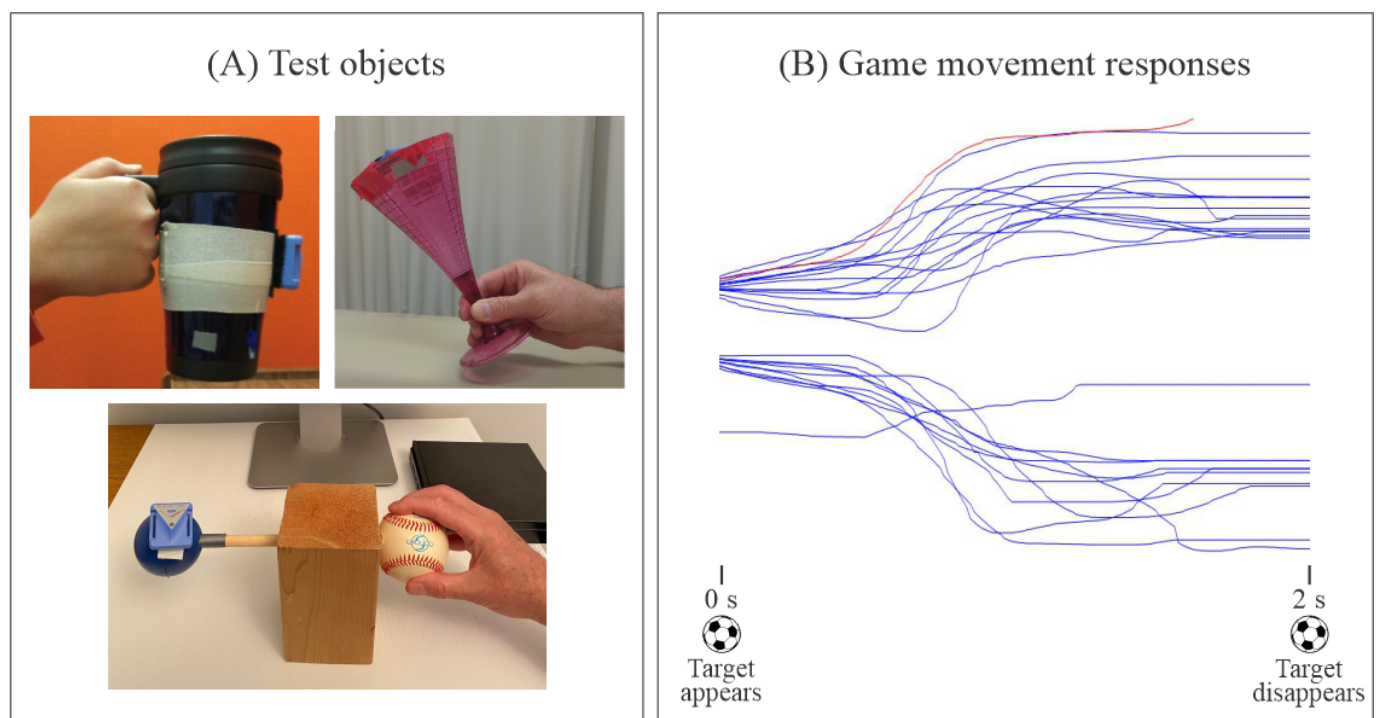 (A) Test objects
(B) Game movement responses
0 s
2 s
Target
appears
Target
disappears